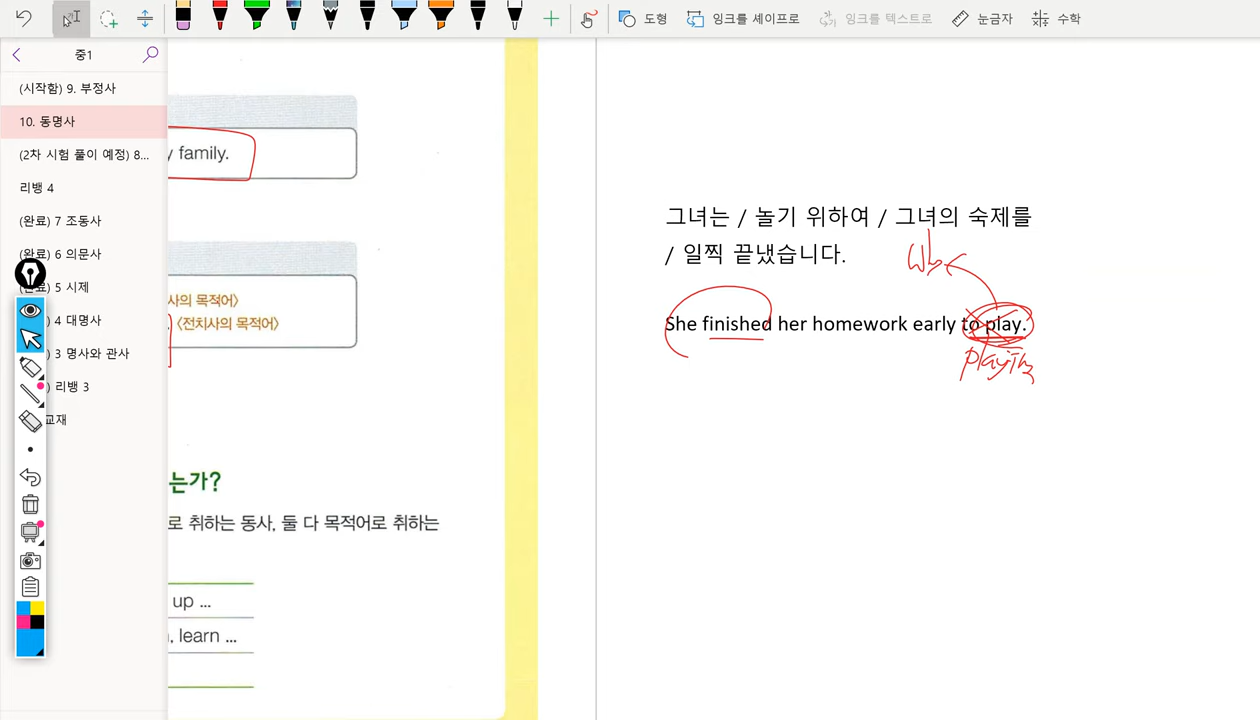 도형
잉크를 셰이프로
잉크를 텍스트로
눈금자
수학
중1
(시작함) 9. 부정사
10. 동명사
(2차 시험 풀이 예정) 8...
리뱅 4
(완료) 7 조동사
(완료) 6 의문사
5 시제
) 4 대명사
) 3 명사와 관사
) 리뱅 3
교재
y family.
사의 목적어〉
〈전치사의 목적어〉
는가?
로 취하는 동사, 둘 다 목적어로 취하는
up ...
, learn ...
그녀는 / 놀기 위하여 / 그녀의 숙제를
/ 일찍 끝냈습니다.
She finished her homework early to play.
playing